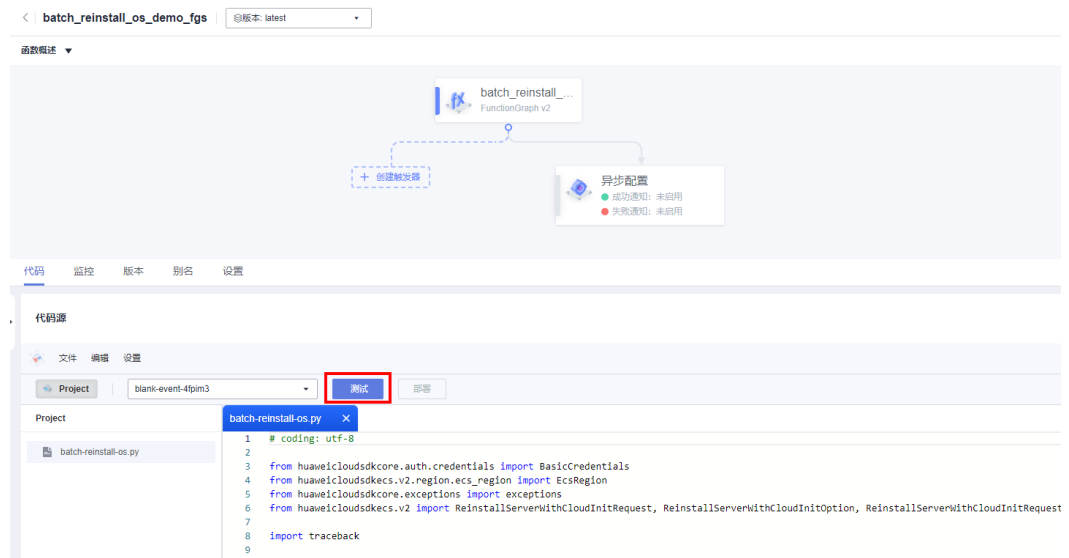 batch_reinstall_os_demo_fgs
版本: latest
函数概述
batch_reinstall_...
FunctionGraph v2
创建触发器
异步配置
成功通知: 未启用
失败通知: 未启用
代码 监控 版本 别名 设置
代码源
文件 编辑 设置
Project blank-event-4fpim3 测试 部署
Project batch-reinstall-os.py
batch-reinstall-os.py
1 # coding: utf-8
2
3 from huaweicloudsdkcore.auth.credentials import BasicCredentials
4 from huaweicloudsdkecs.v2.region.ecs_region import EcsRegion
5 from huaweicloudsdkcore.exceptions import exceptions
6 from huaweicloudsdkecs.v2 import ReinstallServerWithCloudInitRequest, ReinstallServerWithCloudInitOption, ReinstallServerWithCloudInitRequest
7
8 import traceback
9